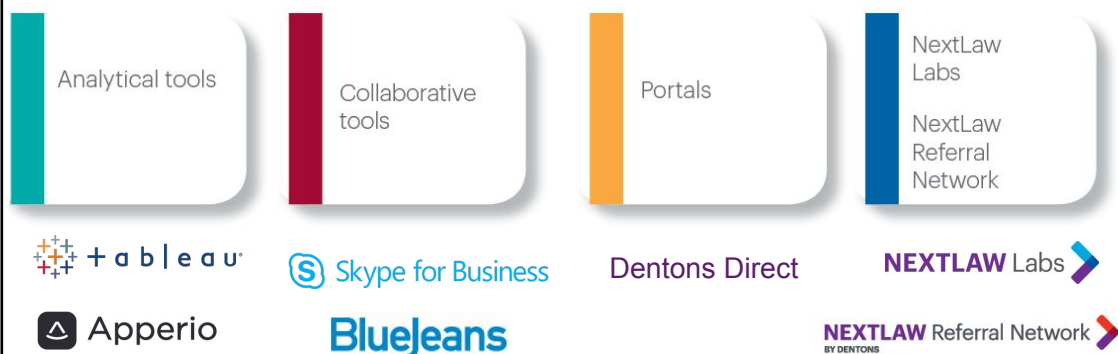 Analytical tools
Collaborative
tools
Portals
NextLaw
Labs
NextLaw
Referral
Network
+ a b l e a u
S Skype for Business
Dentons Direct
NEXTLAW Labs
Apperio
BlueJeans
NEXTLAW Referral Network
BY DENTONS